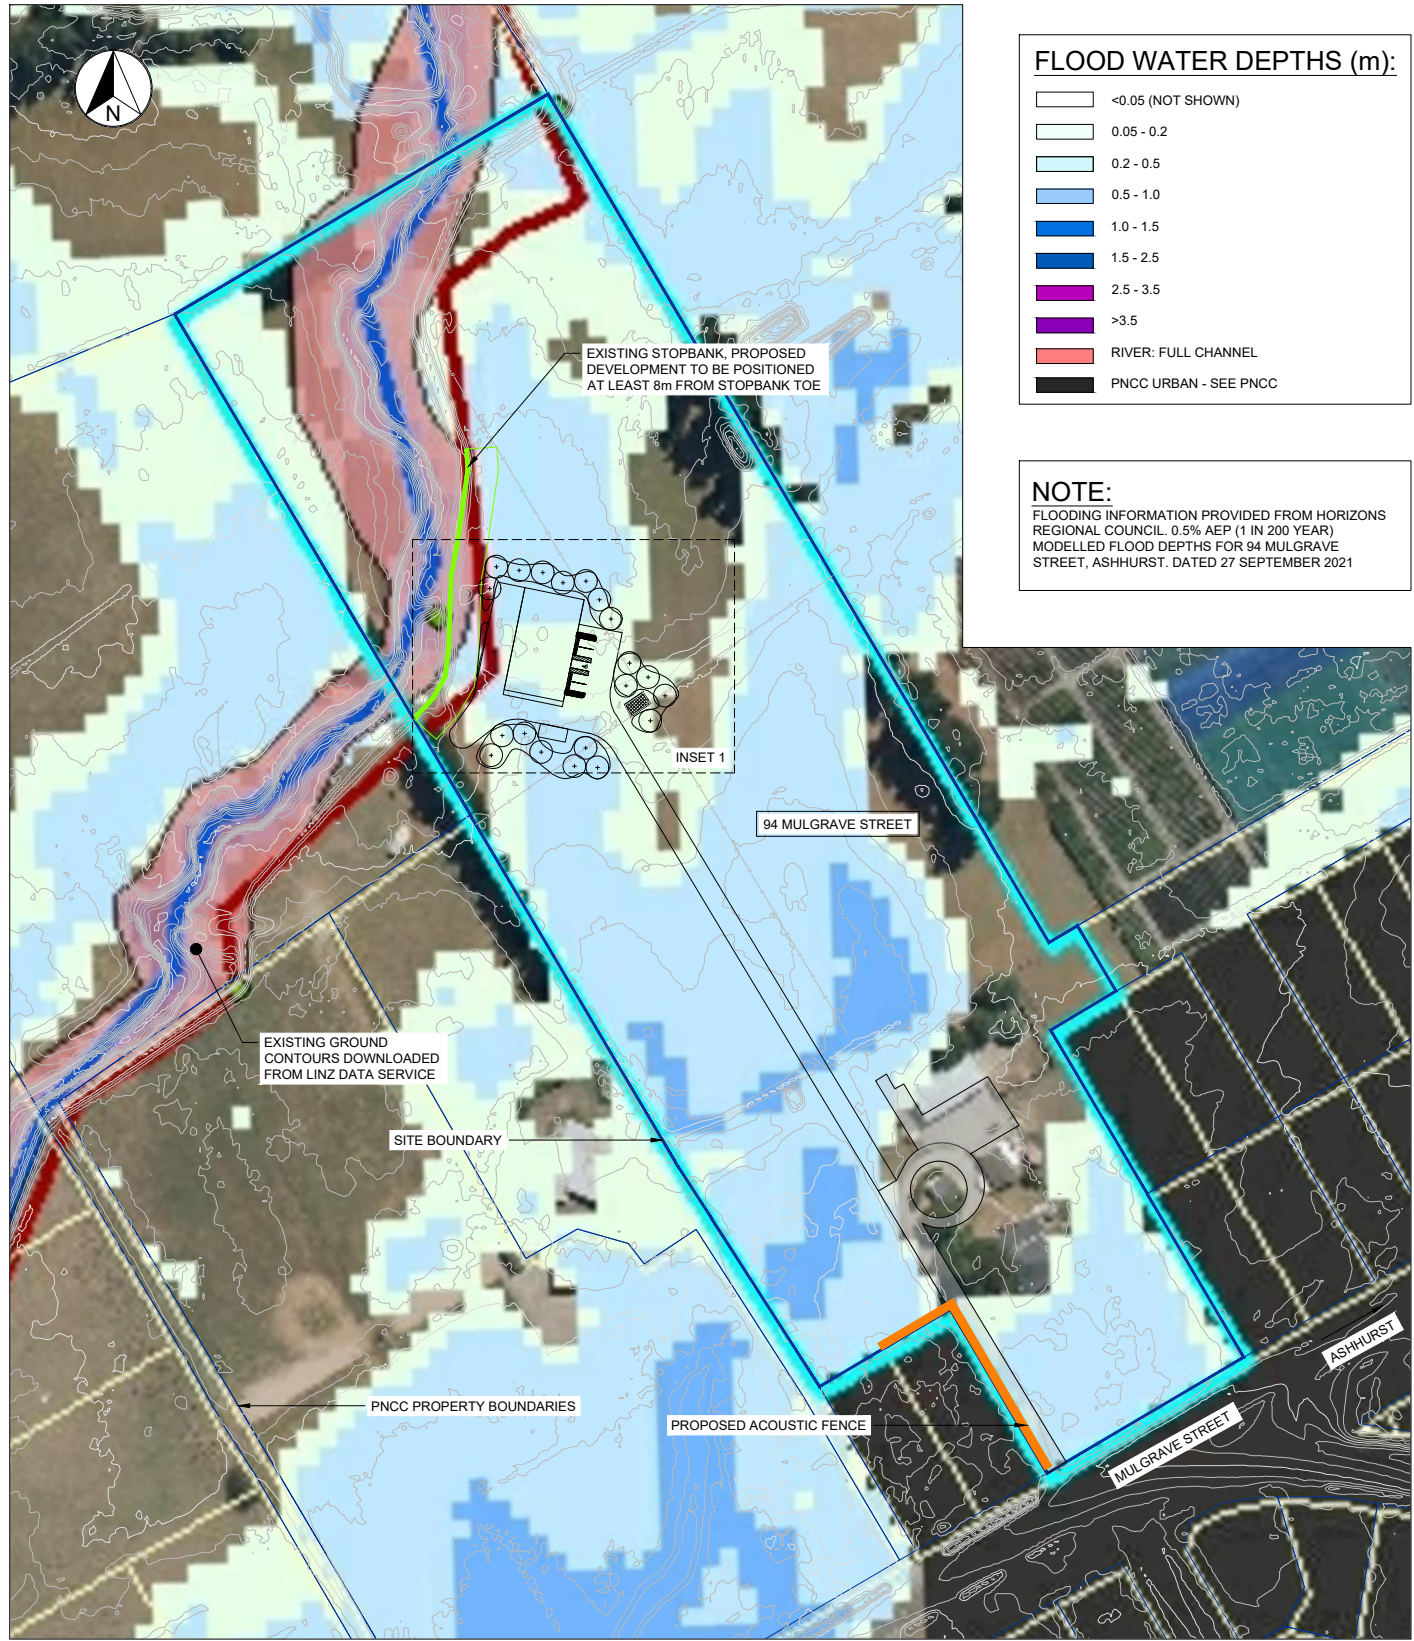 N
FLOOD WATER DEPTHS (m):
<0.05 (NOT SHOWN)
0.05 - 0.2
0.2 - 0.5
0.5 - 1.0
1.0 - 1.5
1.5 - 2.5
2.5 - 3.5
>3.5
RIVER: FULL CHANNEL
PNCC URBAN - SEE PNCC
NOTE:
FLOODING INFORMATION PROVIDED FROM HORIZONS
REGIONAL COUNCIL. 0.5% AEP (1 IN 200 YEAR)
MODELLED FLOOD DEPTHS FOR 94 MULGRAVE
STREET, ASHHURST. DATED 27 SEPTEMBER 2021
EXISTING STOPBANK, PROPOSED
DEVELOPMENT TO BE POSITIONED
AT LEAST 8m FROM STOPBANK TOE
INSET 1
94 MULGRAVE STREET
EXISTING GROUND
CONTOURS DOWNLOADED
FROM LINZ DATA SERVICE
SITE BOUNDARY
ASHHURST
PNCC PROPERTY BOUNDARIES
PROPOSED ACOUSTIC FENCE
MULGRAVE STREET